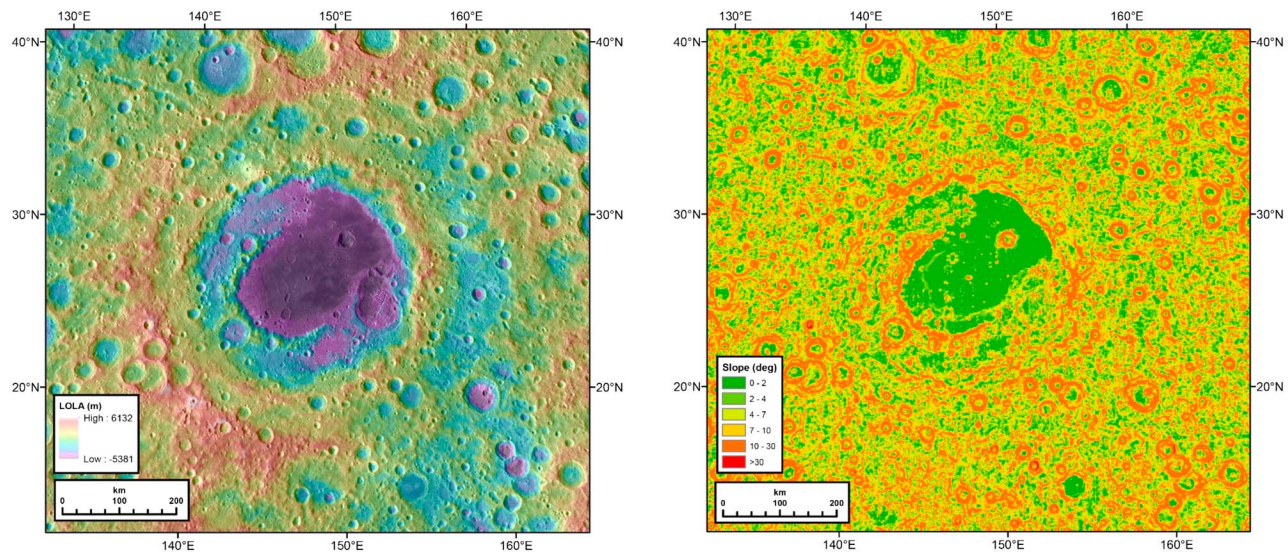 130°E 140°E 150°E 160°E
40°N 40°N
30°N 30°N
20°N 20°N
LOLA (m)
High : 6132
Low : -5381
km
0 100 200
140°E 150°E 160°E
130°E 140°E 150°E 160°E
40°N 40°N
30°N 30°N
20°N 20°N
Slope (deg)
0 - 2
2 - 4
4 - 7
7 - 10
10 - 30
>30
km
0 100 200
140°E 150°E 160°E